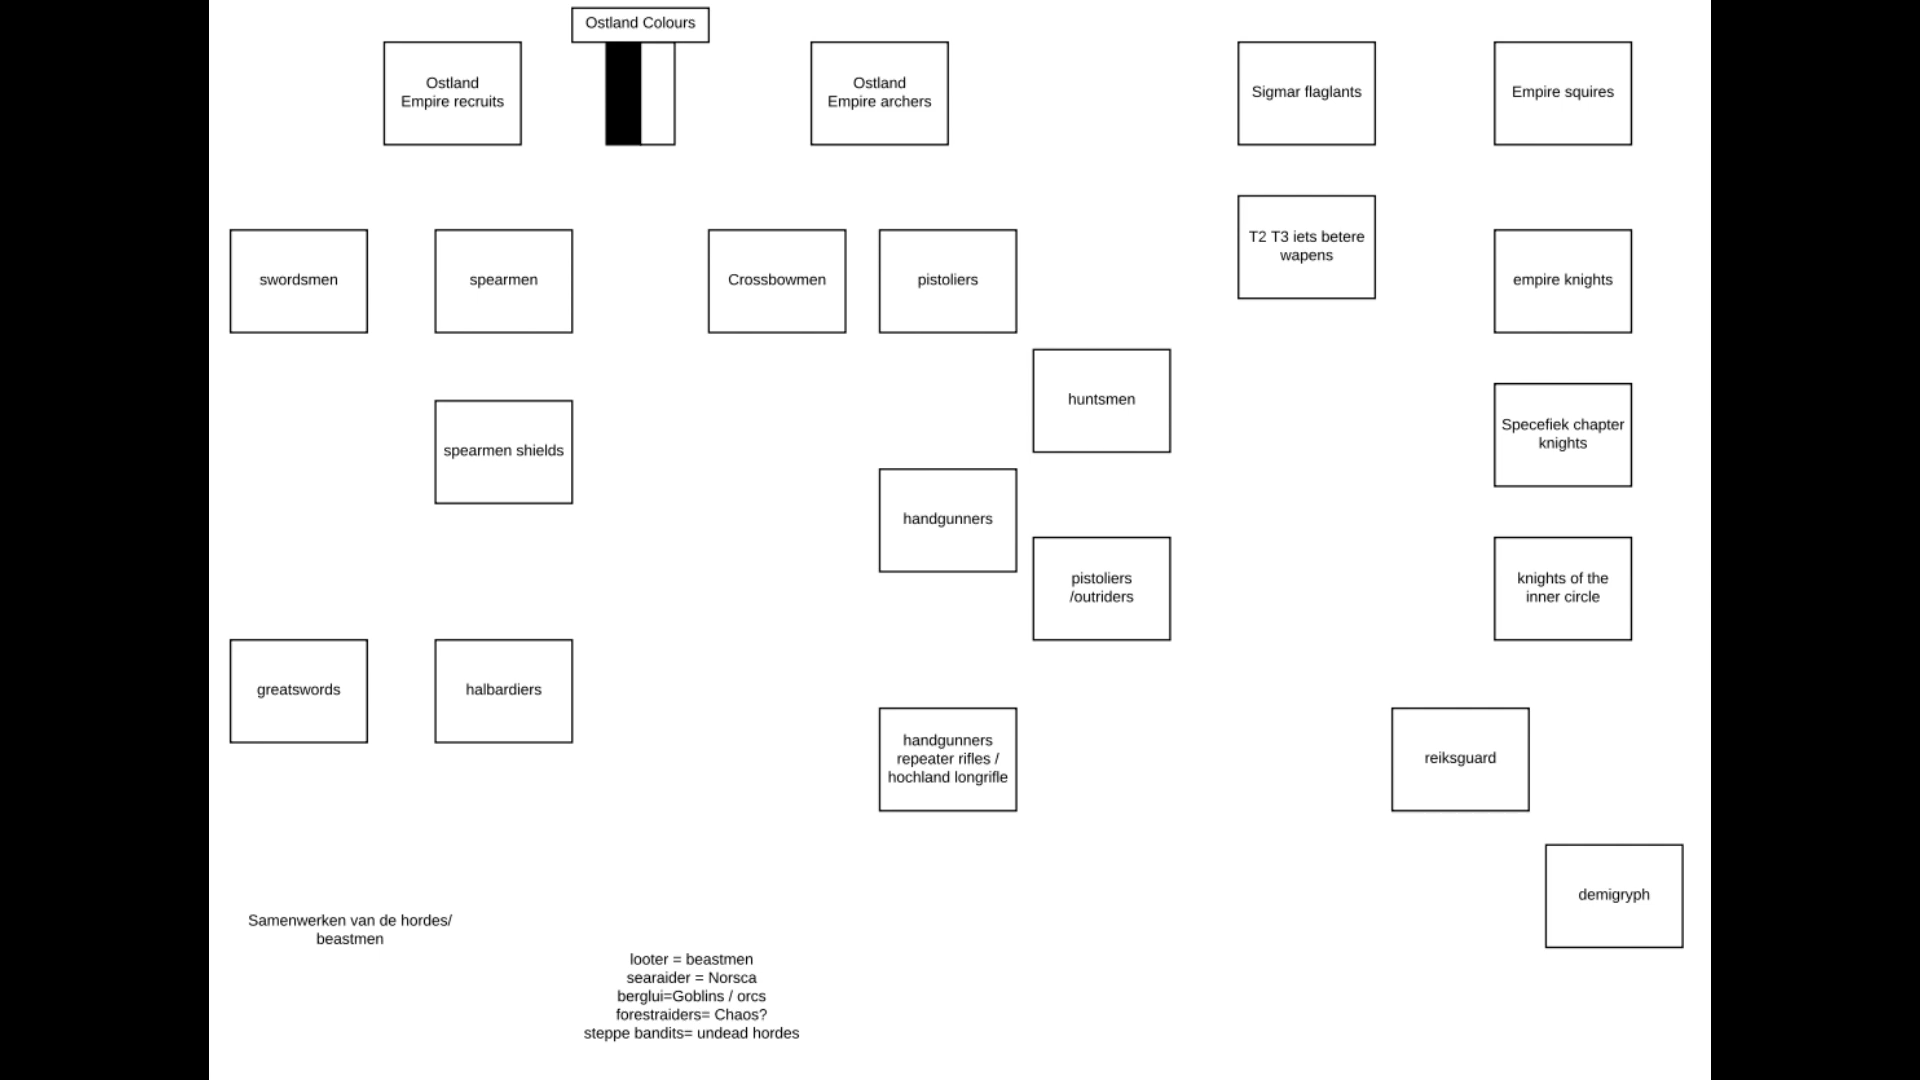 Ostland Colours
Ostland
Empire recruits
Ostland
Empire archers
Sigmar flaglants
Empire squires
T2 T3 iets betere
wapens
swordsmen
spearmen
Crossbowmen
pistoliers
empire knights
huntsmen
Specefiek chapter
knights
spearmen shields
handgunners
pistoliers
/outriders
knights of the
inner circle
greatswords
halbardiers
handgunners
repeater rifles /
hochland longrifle
reiksguard
demigryph
Samenwerken van de hordes/
beastmen
looter = beastmen
searaider = Norsca
berglui=Goblins / orcs
forestraiders= Chaos?
steppe bandits= undead hordes